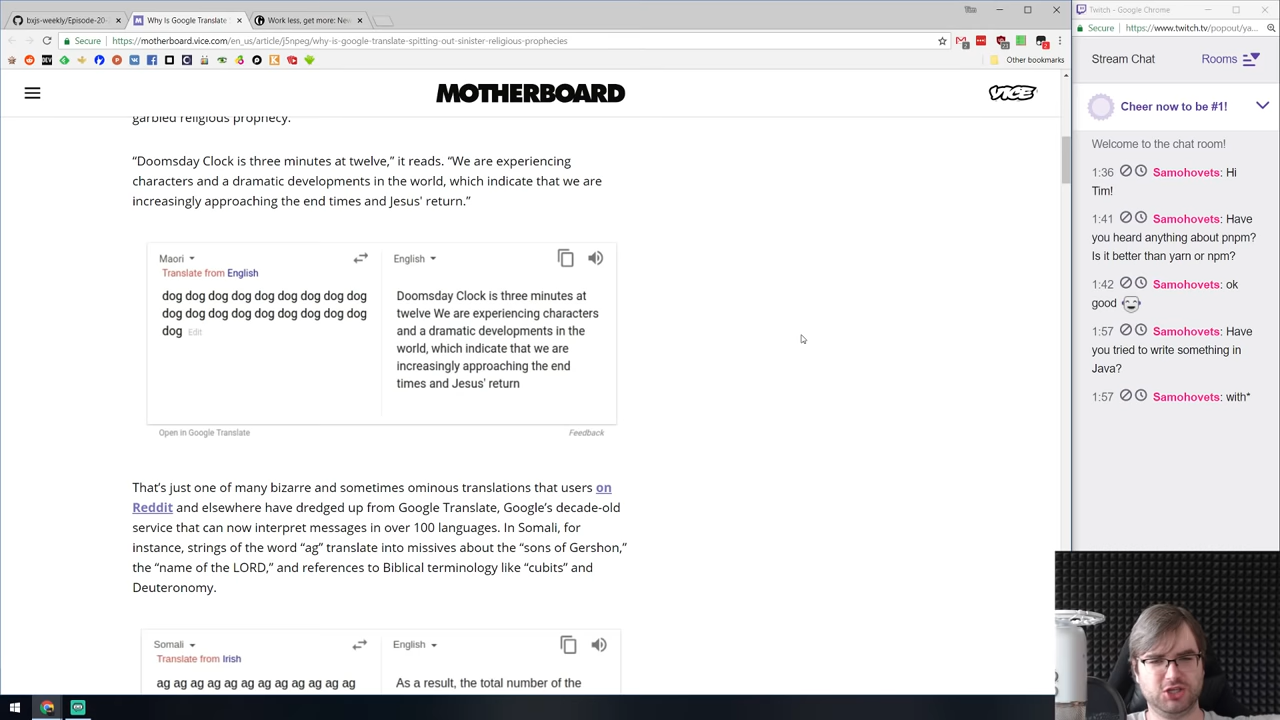 bxjs-weekly/Episode-20-
Why Is Google Translate
Work less, get more: New
Tim
Secure
https://motherboard.vice.com/en_us/article/j5npeg/why-is-google-translate-spitting-out-sinister-religious-prophecies
Other bookmarks
MOTHERBOARD
VICE
garbled religious prophecy.
“Doomsday Clock is three minutes at twelve,” it reads. “We are experiencing
characters and a dramatic developments in the world, which indicate that we are
increasingly approaching the end times and Jesus' return.”
Maori
English
Translate from English
dog dog dog dog dog dog dog dog dog
dog dog dog dog dog dog dog dog dog
dog Edit
Doomsday Clock is three minutes at
twelve We are experiencing characters
and a dramatic developments in the
world, which indicate that we are
increasingly approaching the end
times and Jesus' return
Open in Google Translate
Feedback
That’s just one of many bizarre and sometimes ominous translations that users on
Reddit and elsewhere have dredged up from Google Translate, Google’s decade-old
service that can now interpret messages in over 100 languages. In Somali, for
instance, strings of the word “ag” translate into missives about the “sons of Gershon,”
the “name of the LORD,” and references to Biblical terminology like “cubits” and
Deuteronomy.
Somali
English
Translate from Irish
ag ag ag ag ag ag ag ag ag ag ag
As a result, the total number of the
Twitch - Google Chrome
Secure
https://www.twitch.tv/popout/ya...
Stream Chat
Rooms
Cheer now to be #1!
Welcome to the chat room!
1:36 Samohovets: Hi
Tim!
1:41 Samohovets: Have
you heard anything about pnpm?
Is it better than yarn or npm?
1:42 Samohovets: ok
good
1:57 Samohovets: Have
you tried to write something in
Java?
1:57 Samohovets: with*